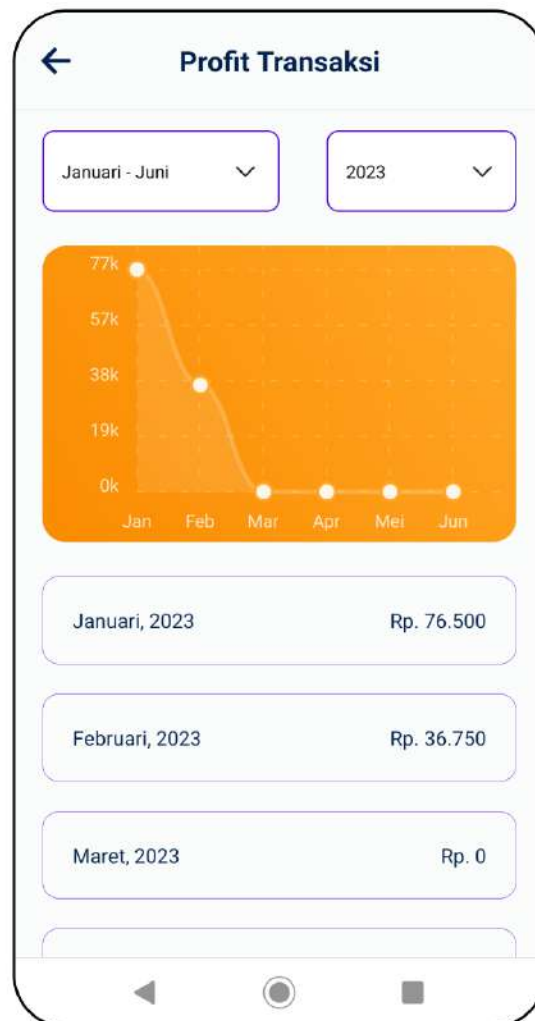 Profit Transaksi
Januari - Juni 2023
77k
57k
38k
19k
0k
Jan Feb Mar Apr Mei Jun
Januari, 2023 Rp. 76.500
Februari, 2023 Rp. 36.750
Maret, 2023 Rp. 0